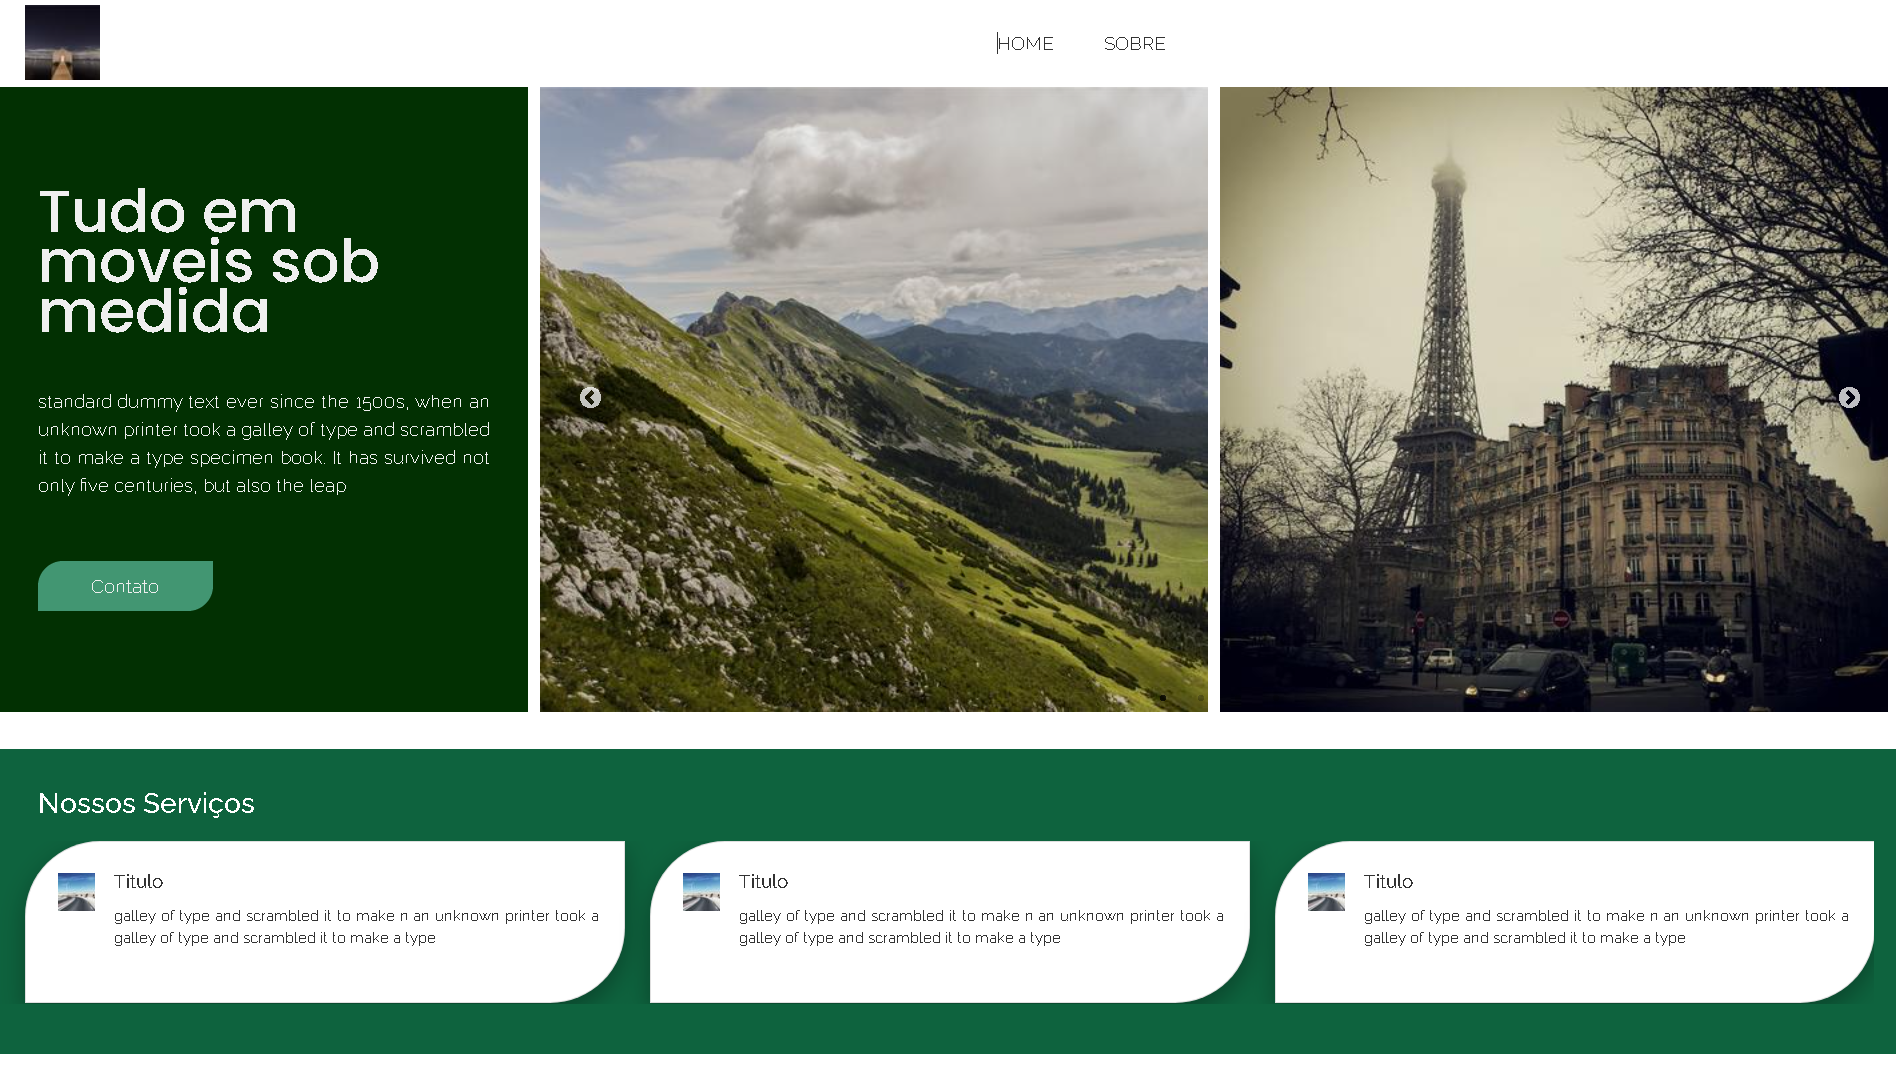 HOME SOBRE
Tudo em
moveis sob
medida
standard dummy text ever since the 1500s, when an
unknown printer took a galley of type and scrambled
it to make a type specimen book. It has survived not
only five centuries, but also the leap
Contato
Nossos Serviços
Titulo
galley of type and scrambled it to make n an unknown printer took a
galley of type and scrambled it to make a type
Titulo
galley of type and scrambled it to make n an unknown printer took a
galley of type and scrambled it to make a type
Titulo
galley of type and scrambled it to make n an unknown printer took a
galley of type and scrambled it to make a type